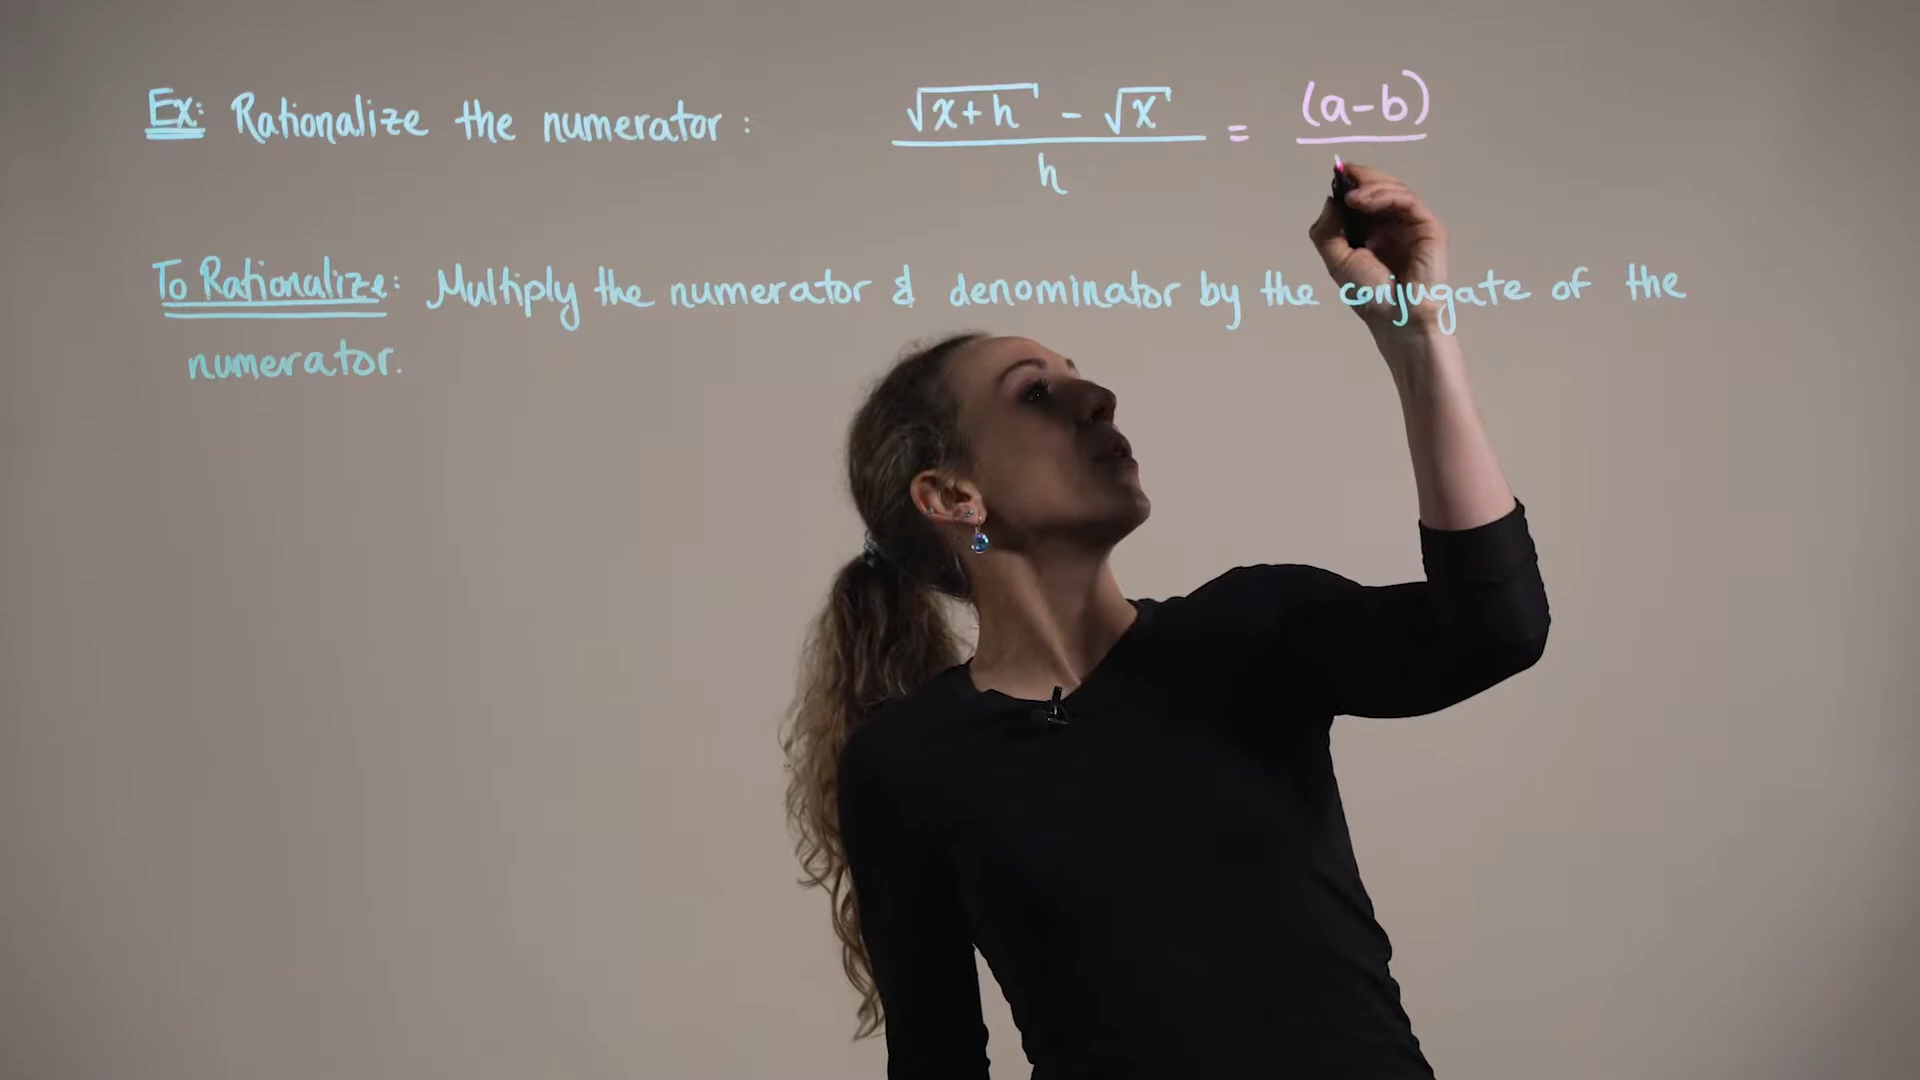 Ex: Rationalize the numerator: √(x+h) - √x / h = (a-b) /
To Rationalize: Multiply the numerator & denominator by the conjugate of the
numerator.